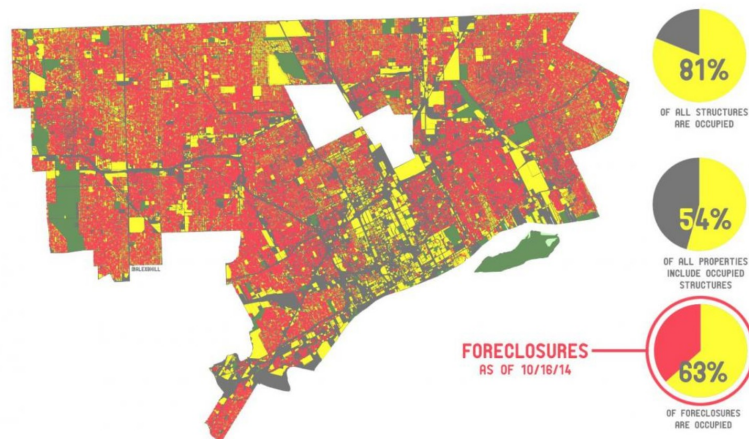 81%
OF ALL STRUCTURES
ARE OCCUPIED
54%
OF ALL PROPERTIES
INCLUDE OCCUPIED
STRUCTURES
@ALEXBHILL
FORECLOSURES
AS OF 10/16/14
63%
OF FORECLOSURES
ARE OCCUPIED